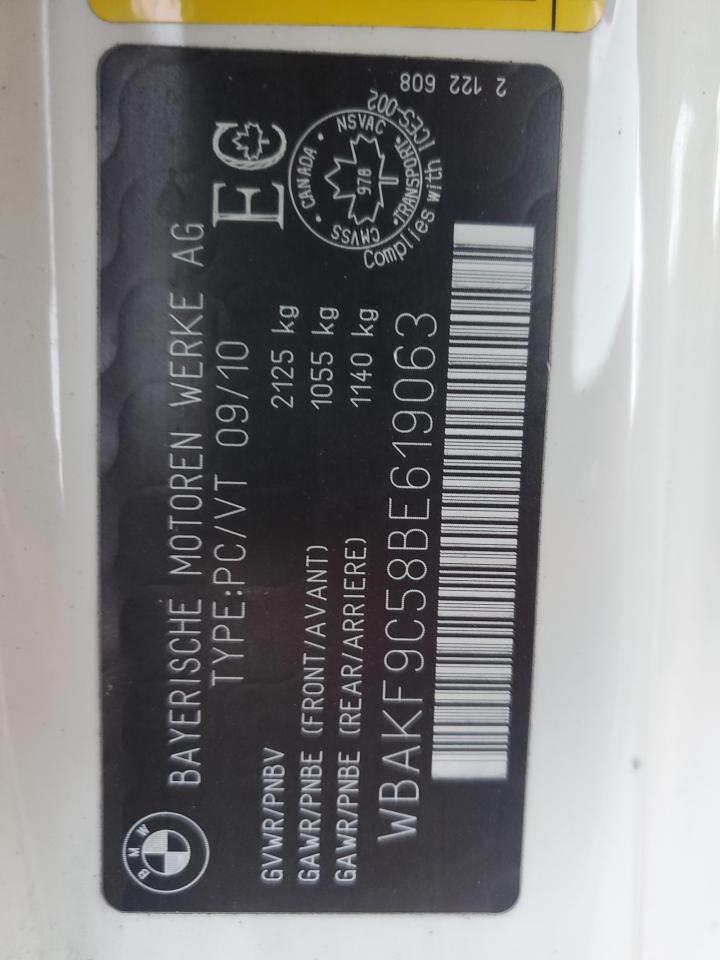 BMW
BAYERISCHE MOTOREN WERKE AG
TYPE:PC/VT 09/10
GVWR/PNBV 2125 kg
GAWR/PNBE (FRONT/AVANT) 1055 kg
GAWR/PNBE (REAR/ARRIERE) 1140 kg
WBAKF9C58BE619063
EC
CANADA • NSVAC • TRANSPORT • CMVSS •
978
Complies with ICES-002
2 122 608